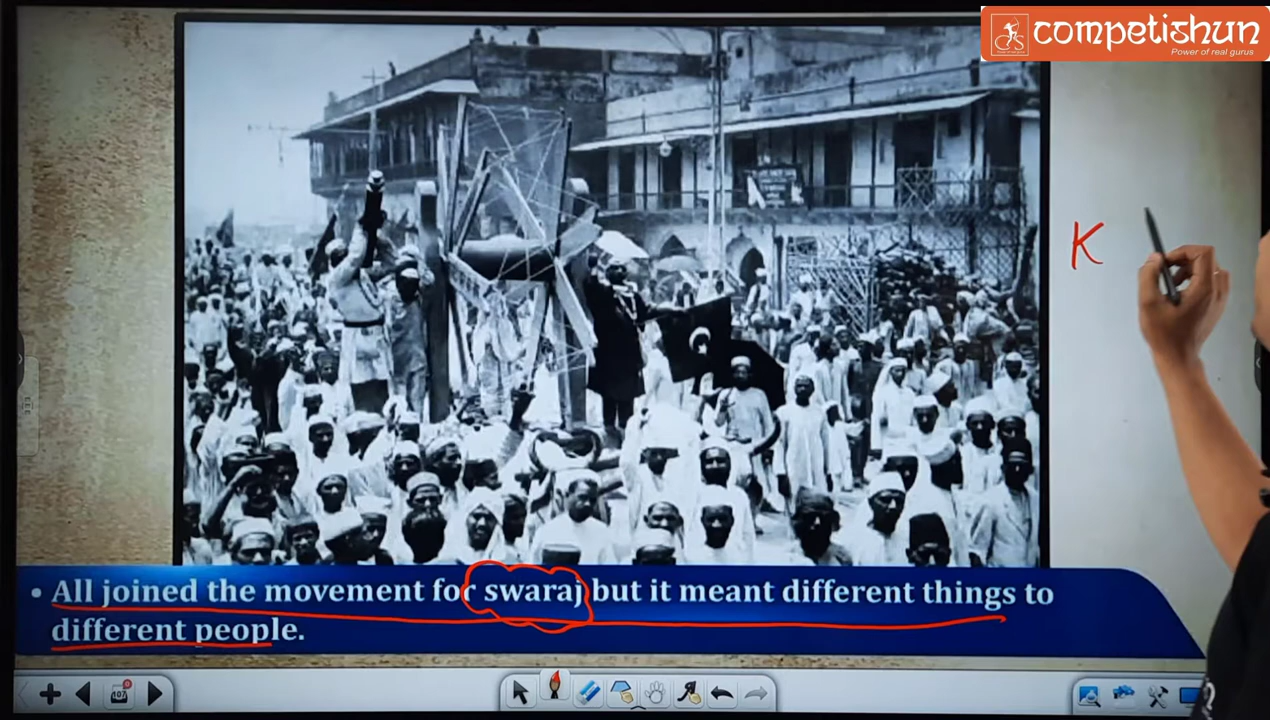 competishun
Power of real gurus
K
• All joined the movement for swaraj but it meant different things to
different people.
107